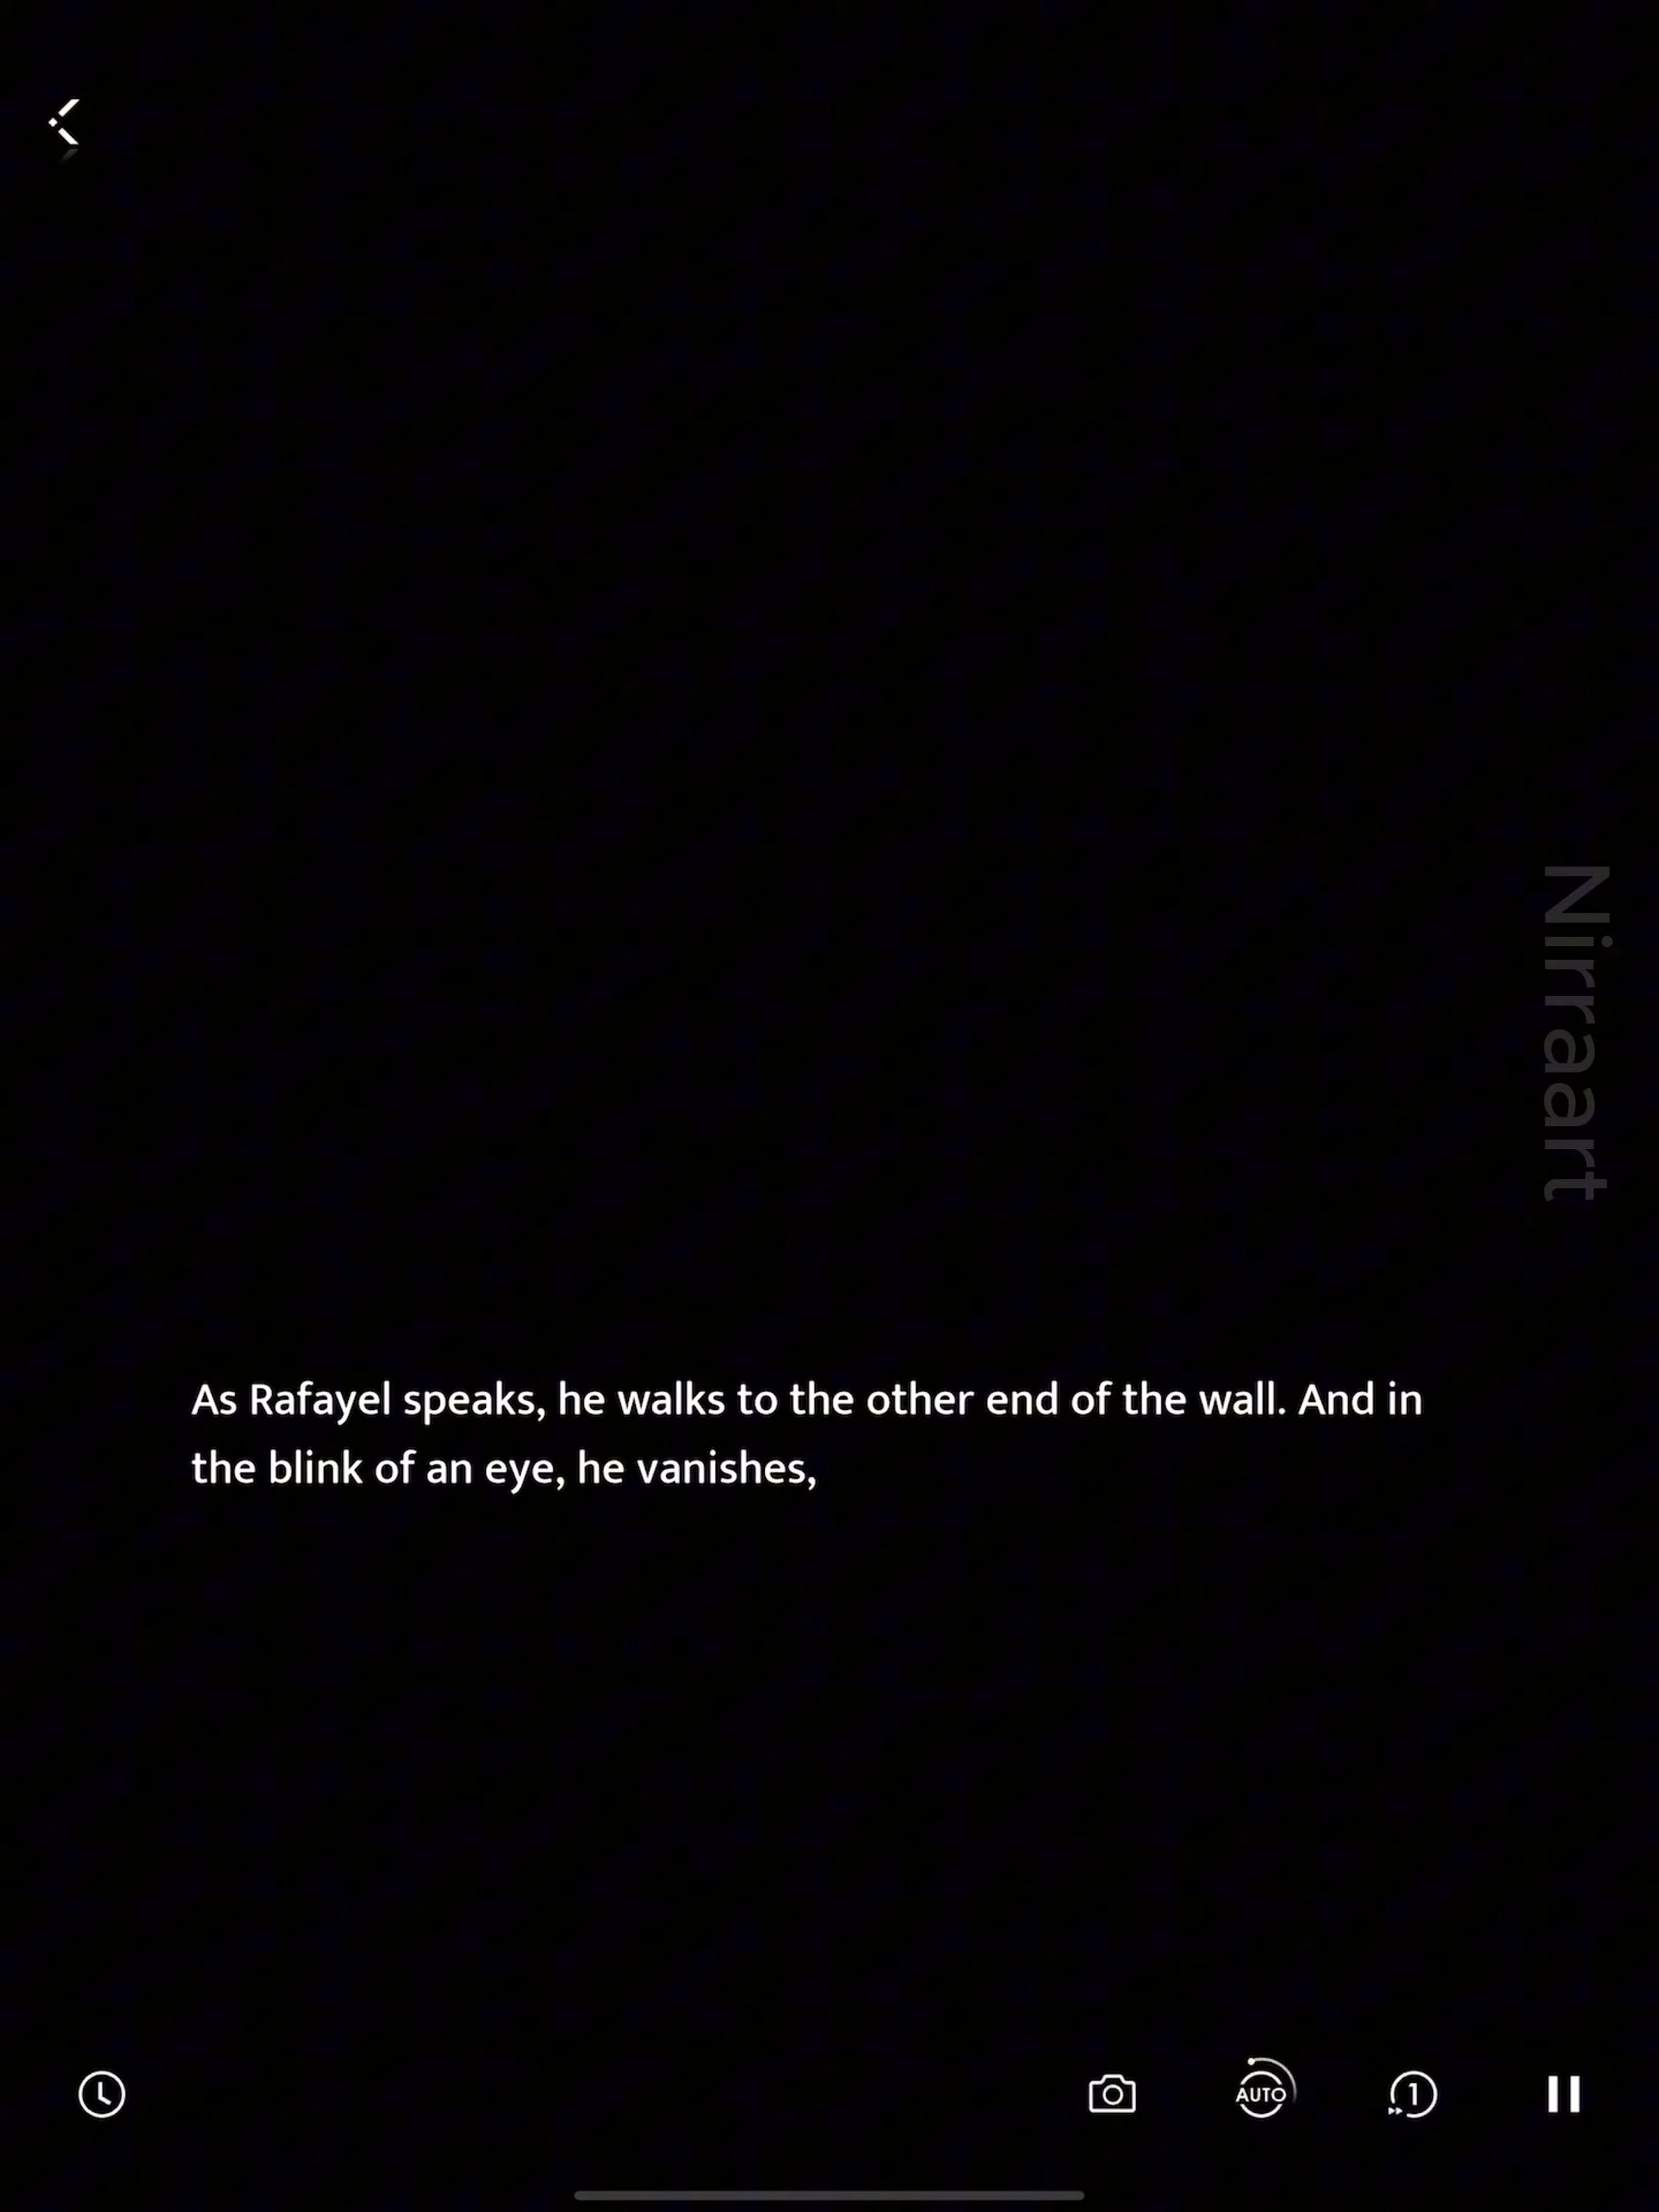 Nirraart
As Rafayel speaks, he walks to the other end of the wall. And in
the blink of an eye, he vanishes,
AUTO
1